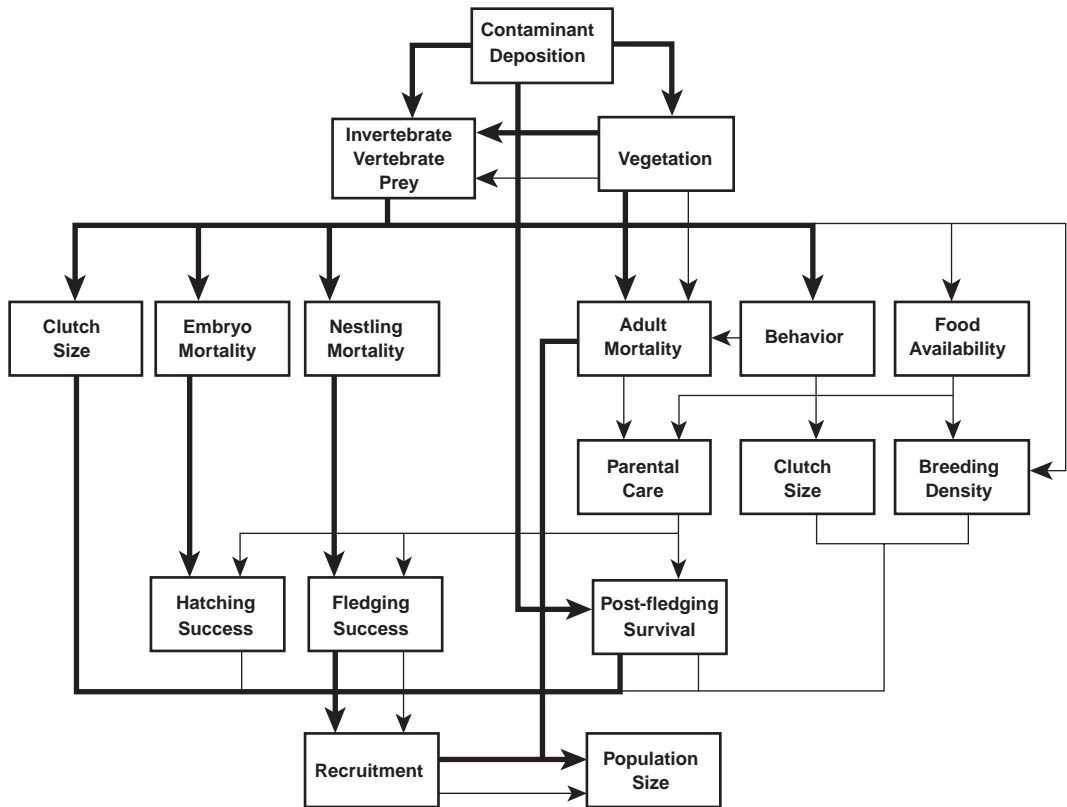 Contaminant
Deposition
Invertebrate
Vertebrate
Prey
Vegetation
Clutch
Size
Embryo
Mortality
Nestling
Mortality
Adult
Mortality
Behavior
Food
Availability
Parental
Care
Clutch
Size
Breeding
Density
Hatching
Success
Fledging
Success
Post-fledging
Survival
Recruitment
Population
Size